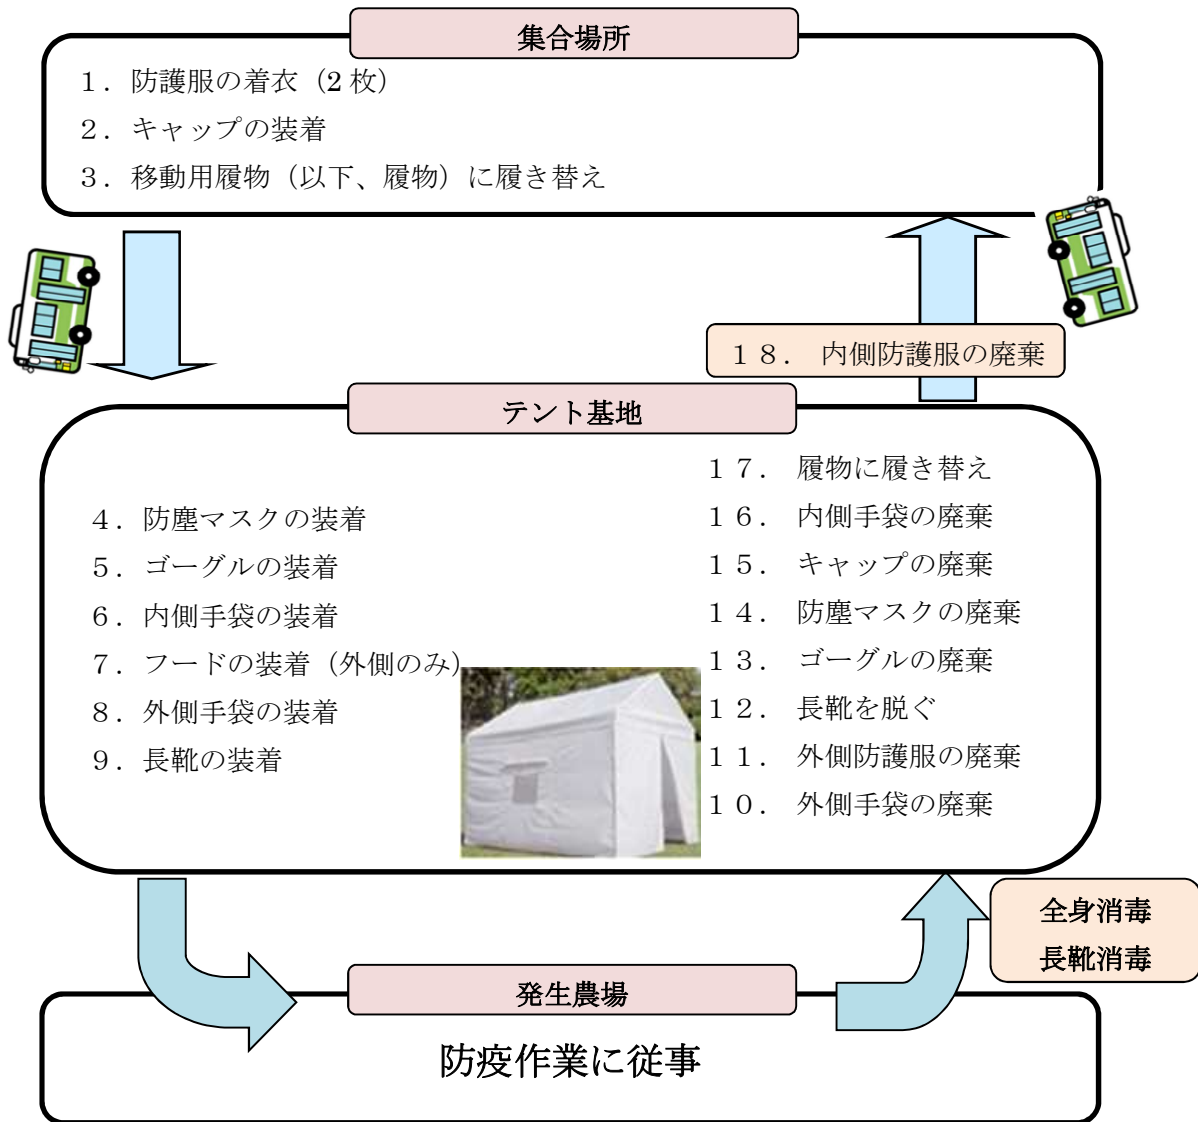 集合場所
１．防護服の着衣（2 枚）
２．キャップの装着
３．移動用履物（以下、履物）に履き替え
１８．　内側防護服の廃棄
テント基地
４．防塵マスクの装着
５．ゴーグルの装着
６．内側手袋の装着
７．フードの装着（外側のみ）
８．外側手袋の装着
９．長靴の装着
１７．　履物に履き替え
１６．　内側手袋の廃棄
１５．　キャップの廃棄
１４．　防塵マスクの廃棄
１３．　ゴーグルの廃棄
１２．　長靴を脱ぐ
１１．　外側防護服の廃棄
１０．　外側手袋の廃棄
全身消毒
長靴消毒
発生農場
防疫作業に従事